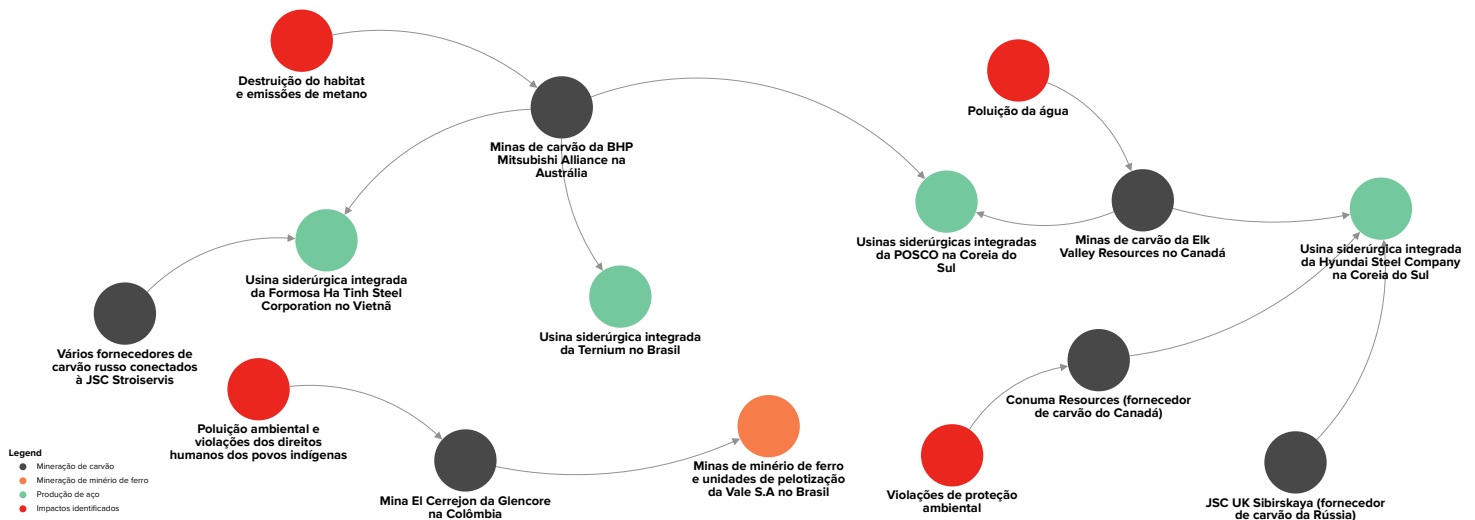 Destruição do habitat
e emissões de metano
Minas de carvão da BHP
Mitsubishi Alliance na
Austrália
Poluição da água
Usinas siderúrgicas integradas
da POSCO na Coreia do
Sul
Minas de carvão da Elk
Valley Resources no Canadá
Usina siderúrgica integrada
da Hyundai Steel Company
na Coreia do Sul
Usina siderúrgica integrada
da Formosa Ha Tinh Steel
Corporation no Vietnã
Usina siderúrgica integrada
da Ternium no Brasil
Vários fornecedores de
carvão russo conectados
à JSC Stroiservis
Conuma Resources (fornecedor
de carvão do Canadá)
Poluição ambiental e
violações dos direitos
humanos dos povos indígenas
Minas de minério de ferro
e unidades de pelotização
da Vale S.A no Brasil
Mina El Cerrejon da Glencore
na Colômbia
Violações de proteção
ambiental
JSC UK Sibirskaya (fornecedor
de carvão da Rússia)
Legend
Mineração de carvão
Mineração de minério de ferro
Produção de aço
Impactos identificados